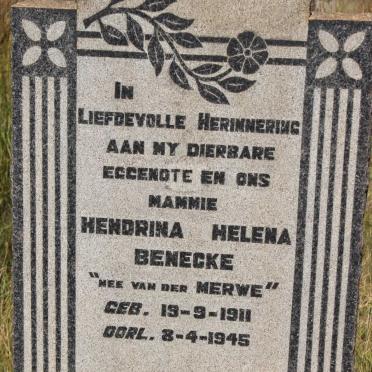 IN
LIEFDEVOLLE HERINNERING
AAN MY DIERBARE
EGGENOTE EN ONS
MAMMIE
HENDRINA HELENA
BENECKE
"NEE VAN DER MERWE"
GEB. 19-9-1911
OORL. 8-4-1945